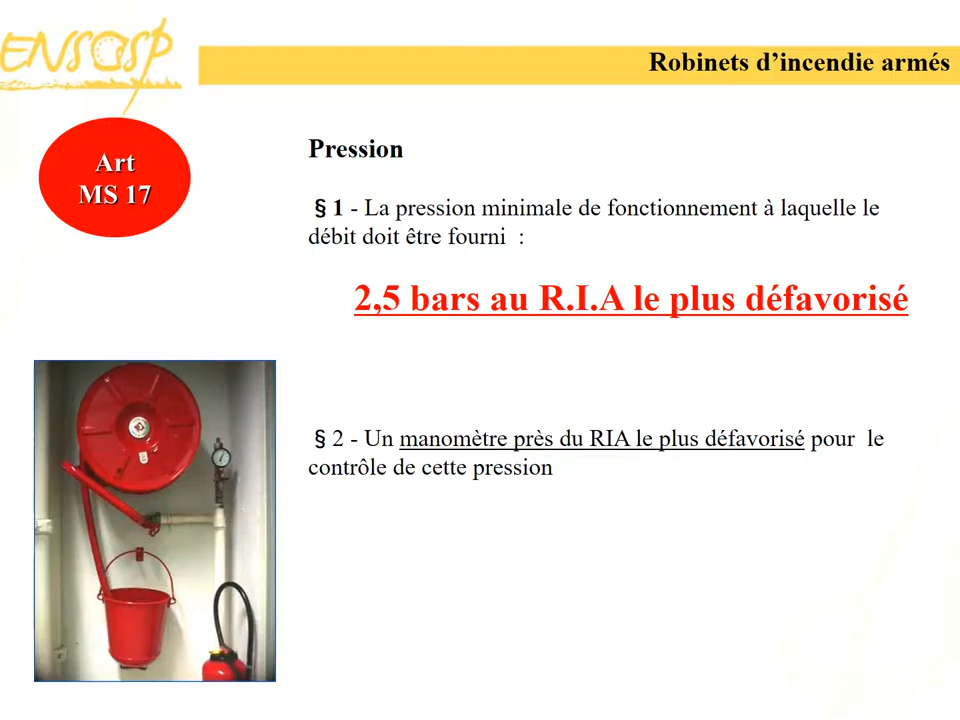 ENSOSP
Robinets d’incendie armés
Art
MS 17
Pression
§ 1 - La pression minimale de fonctionnement à laquelle le
débit doit être fourni :
2,5 bars au R.I.A le plus défavorisé
§ 2 - Un manomètre près du RIA le plus défavorisé pour le
contrôle de cette pression